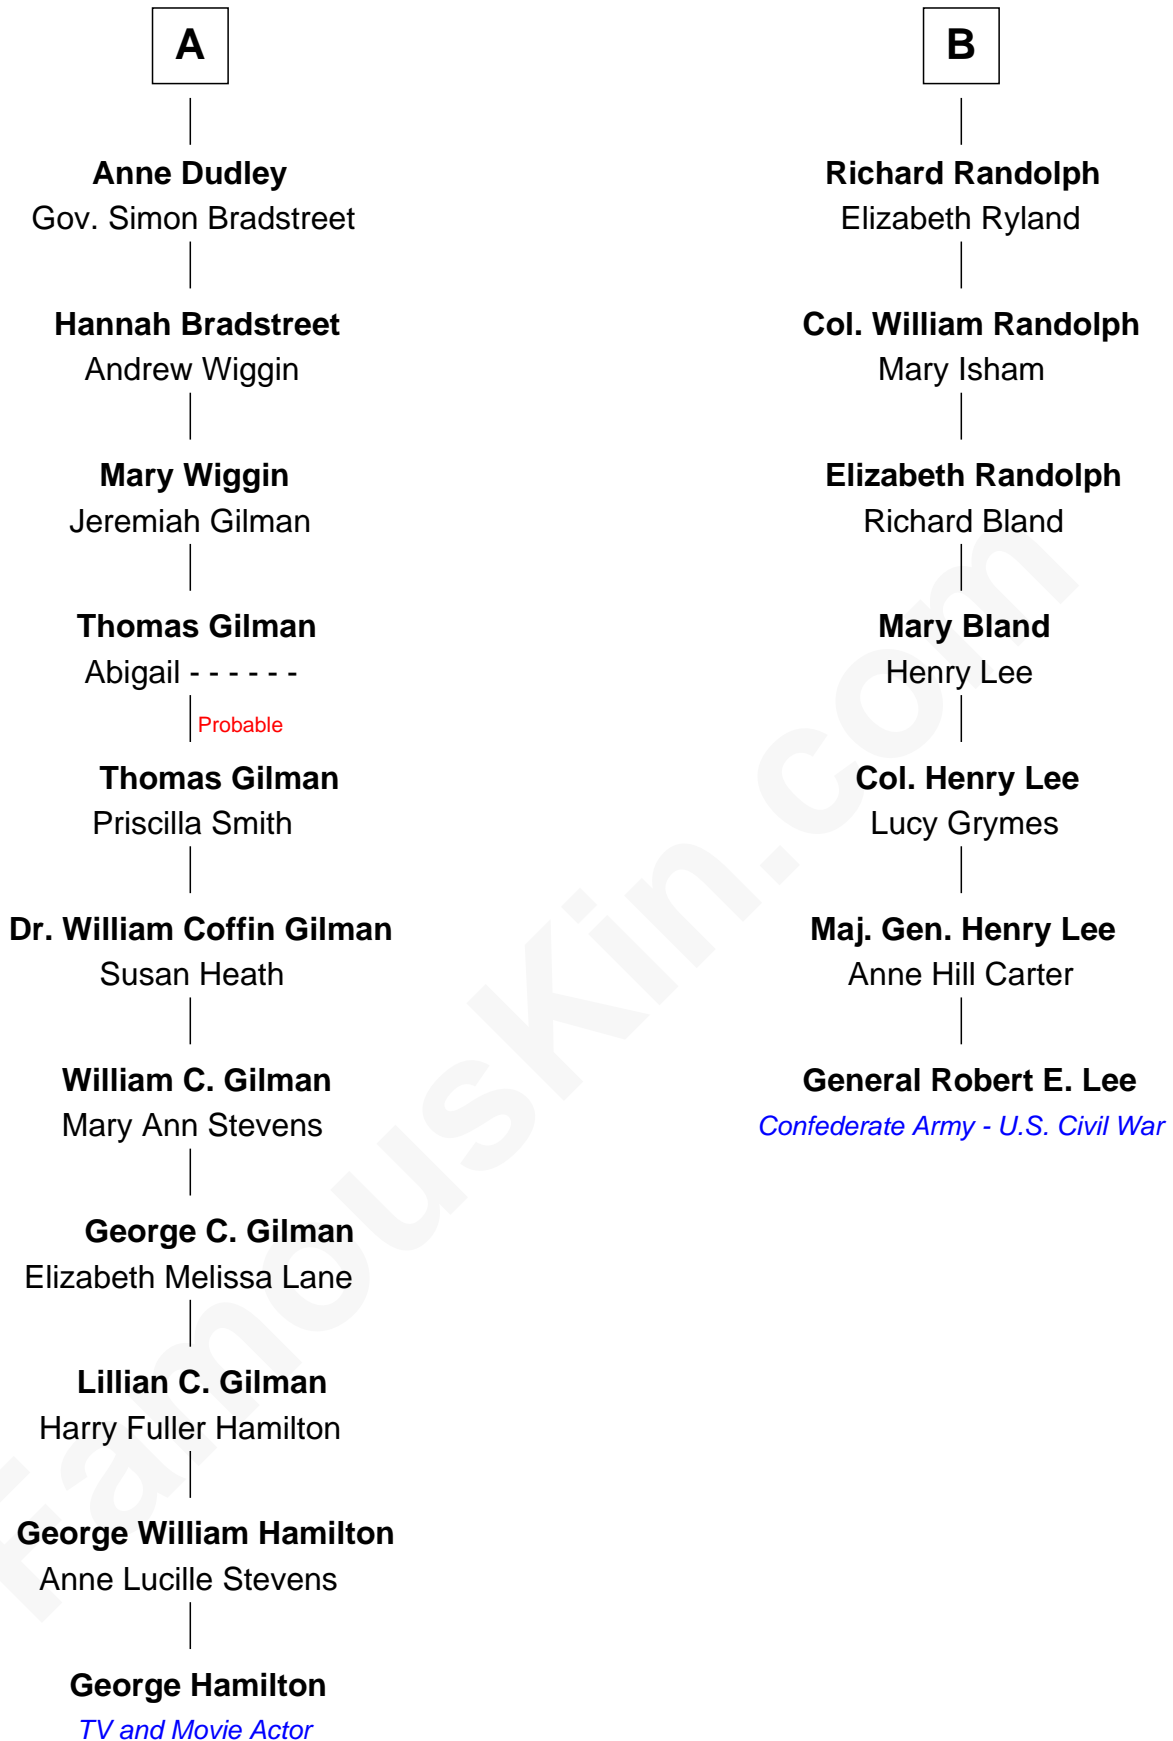 A
Anne Dudley
Gov. Simon Bradstreet
Hannah Bradstreet
Andrew Wiggin
Mary Wiggin
Jeremiah Gilman
Thomas Gilman
Abigail - - - - - -
Probable
Thomas Gilman
Priscilla Smith
Dr. William Coffin Gilman
Susan Heath
William C. Gilman
Mary Ann Stevens
George C. Gilman
Elizabeth Melissa Lane
Lillian C. Gilman
Harry Fuller Hamilton
George William Hamilton
Anne Lucille Stevens
George Hamilton
TV and Movie Actor
B
Richard Randolph
Elizabeth Ryland
Col. William Randolph
Mary Isham
Elizabeth Randolph
Richard Bland
Mary Bland
Henry Lee
Col. Henry Lee
Lucy Grymes
Maj. Gen. Henry Lee
Anne Hill Carter
General Robert E. Lee
Confederate Army - U.S. Civil War
FamousKin.com